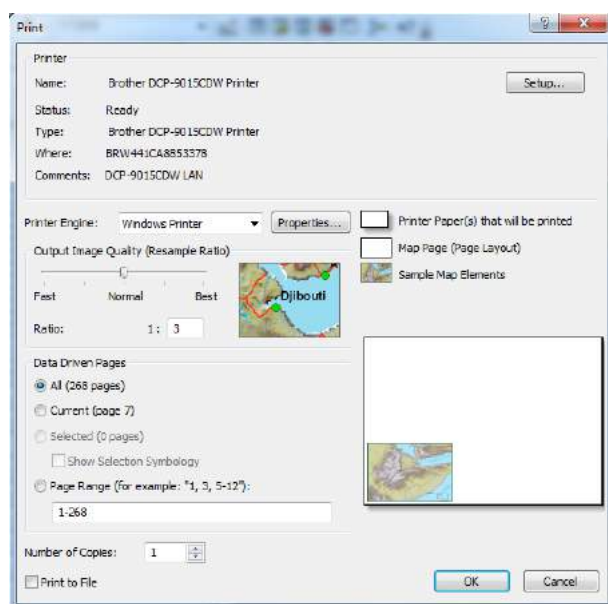 Print
Printer
Name: Brother DCP-9015CDW Printer
Setup...
Status: Ready
Type: Brother DCP-9015CDW Printer
Where: BRW441CA8853378
Comments: DCP-9015CDW LAN
Printer Engine: Windows Printer Properties...
Printer Paper(s) that will be printed
Output Image Quality (Resample Ratio)
Map Page (Page Layout)
Sample Map Elements
Fast Normal Best
Djibouti
Ratio: 1: 3
Data Driven Pages
All (268 pages)
Current (page 7)
Selected (0 pages)
Show Selection Symbology
Page Range (for example: "1, 3, 5-12"):
1-268
Number of Copies: 1
Print to File
OK Cancel